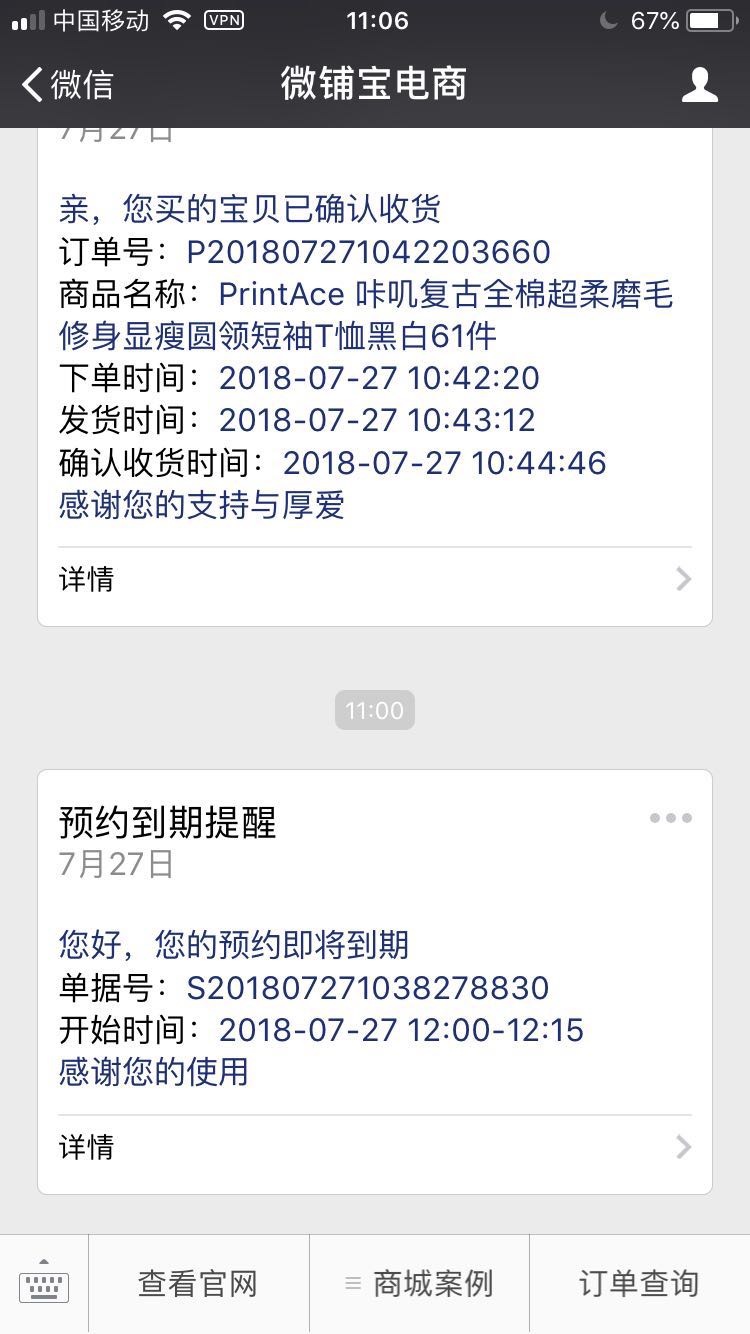 中国移动 VPN 11:06 67%
微信 微铺宝电商
7月27日
亲，您买的宝贝已确认收货
订单号：P201807271042203660
商品名称：PrintAce 咔叽复古全棉超柔磨毛
修身显瘦圆领短袖T恤黑白61件
下单时间：2018-07-27 10:42:20
发货时间：2018-07-27 10:43:12
确认收货时间：2018-07-27 10:44:46
感谢您的支持与厚爱
详情
11:00
预约到期提醒
7月27日
您好，您的预约即将到期
单据号：S201807271038278830
开始时间：2018-07-27 12:00-12:15
感谢您的使用
详情
查看官网 商城案例 订单查询